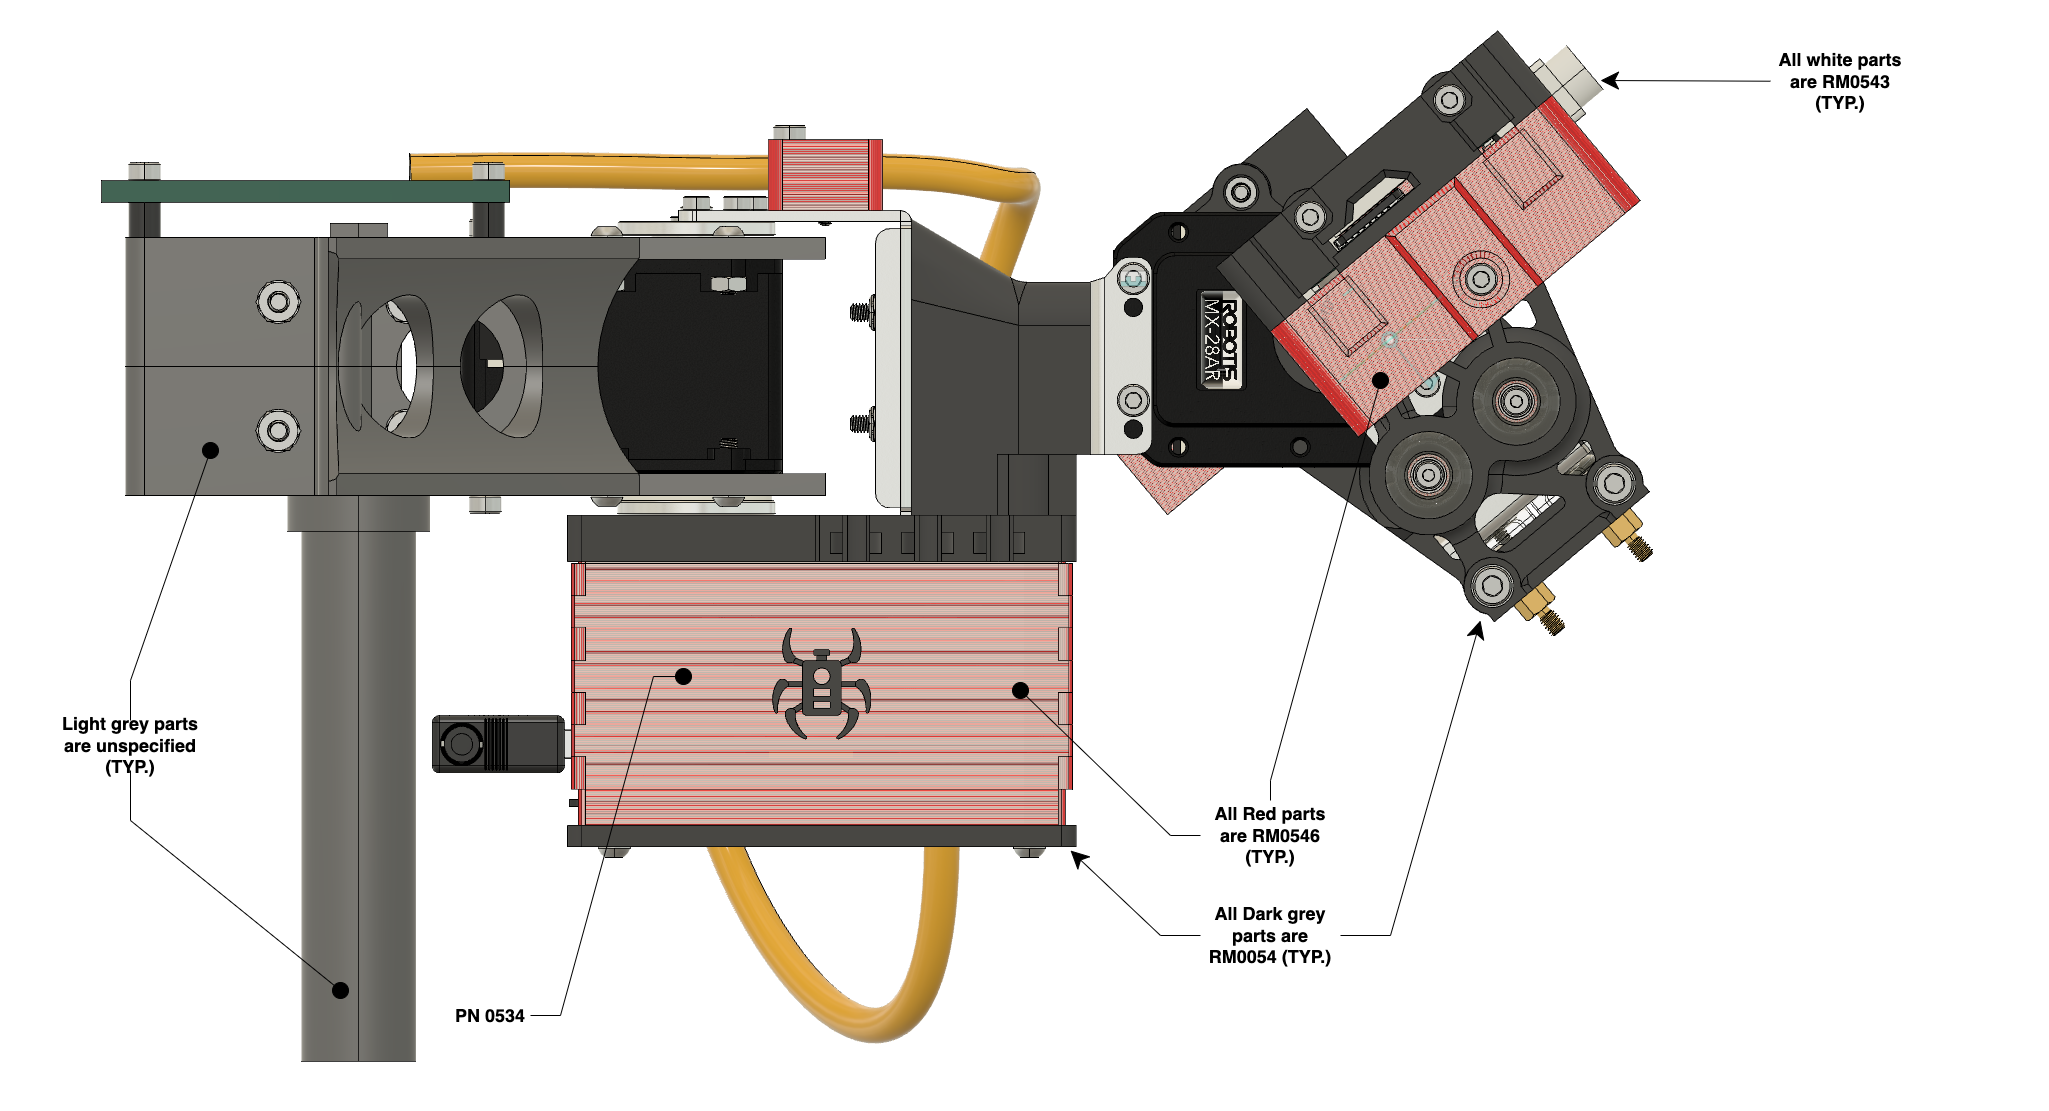 All white parts
are RM0543
(TYP.)
ROBOTIS
MX-28AR
Light grey parts
are unspecified
(TYP.)
All Red parts
are RM0546
(TYP.)
All Dark grey
parts are
RM0054 (TYP.)
PN 0534